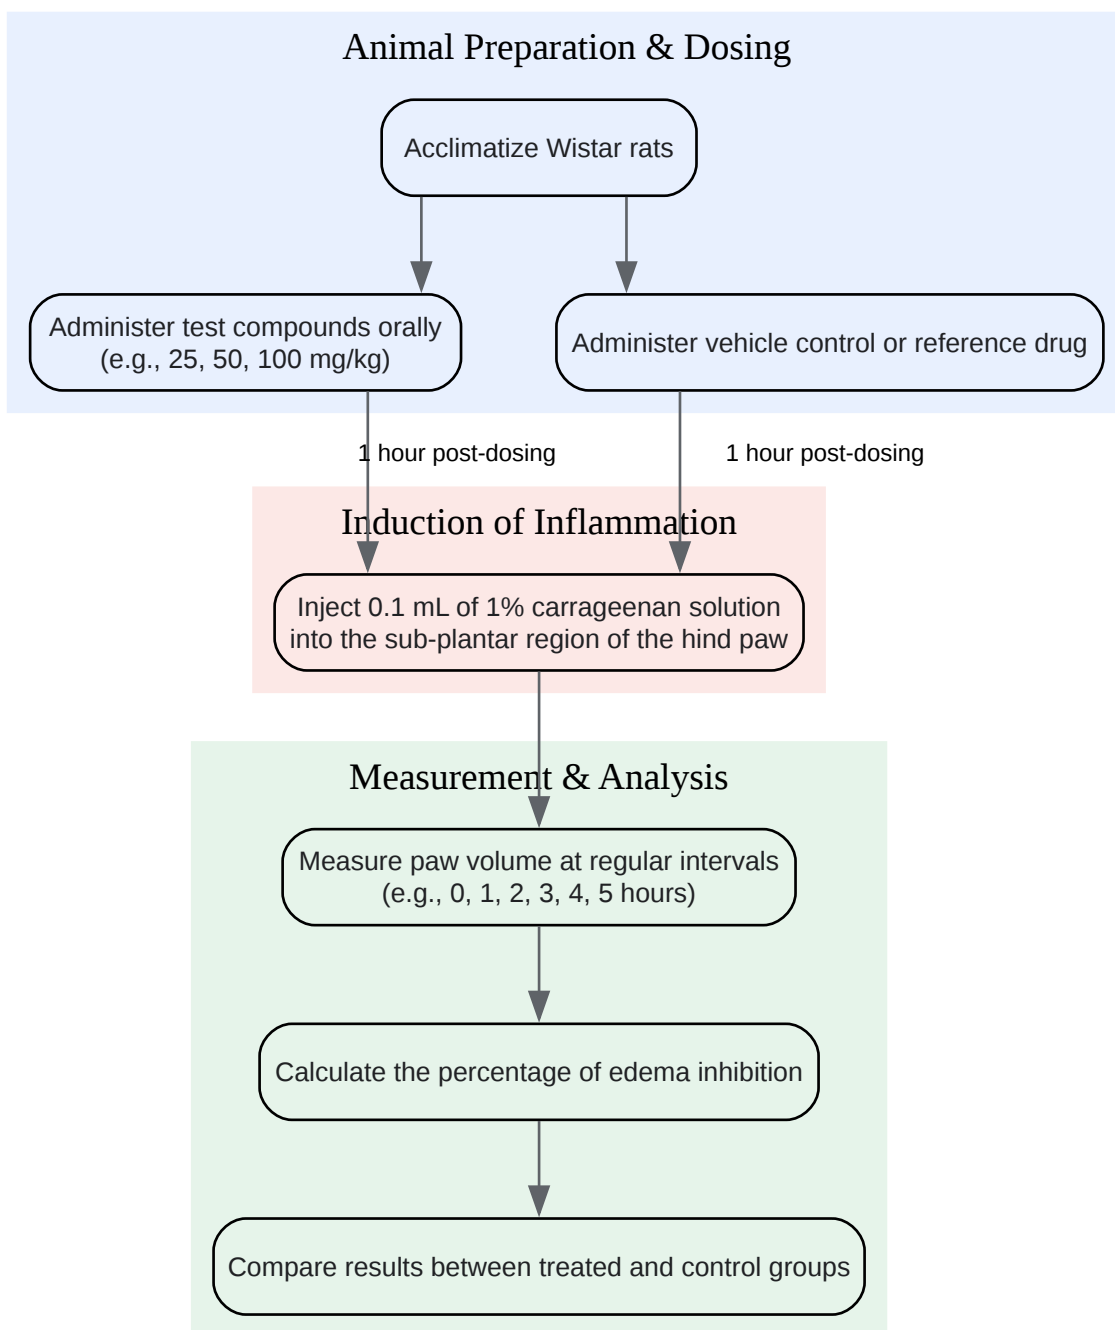 Animal Preparation & Dosing
Acclimatize Wistar rats
Administer test compounds orally
(e.g., 25, 50, 100 mg/kg)
Administer vehicle control or reference drug
1 hour post-dosing
1 hour post-dosing
Induction of Inflammation
Inject 0.1 mL of 1% carrageenan solution
into the sub-plantar region of the hind paw
Measurement & Analysis
Measure paw volume at regular intervals
(e.g., 0, 1, 2, 3, 4, 5 hours)
Calculate the percentage of edema inhibition
Compare results between treated and control groups